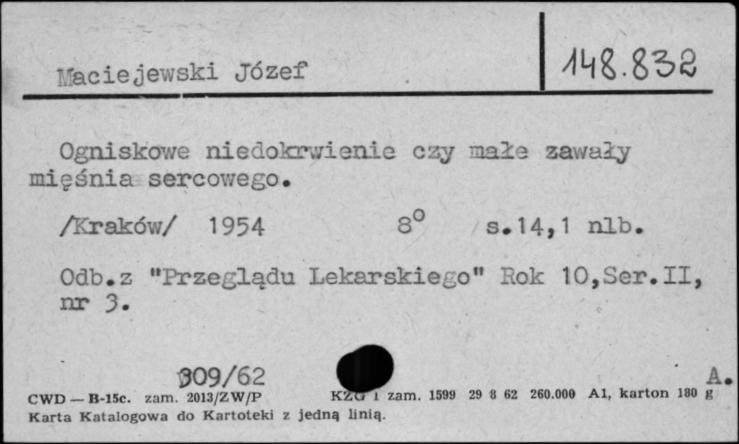 Maciejewski Józef
148.832
Ogniskowe niedokrwienie czy małe zawały
mięśnia sercowego.
/Kraków/ 1954 8° s.14,1 nlb.
Odb.z "Przeglądu Lekarskiego" Rok 10,Ser.II,
nr 3.
309/62
A.
CWD — B-15c. zam. 2013/ZW/P KZG 1 zam. 1599 29 8 62 260.000 A1, karton 180 g
Karta Katalogowa do Kartoteki z jedną linią.